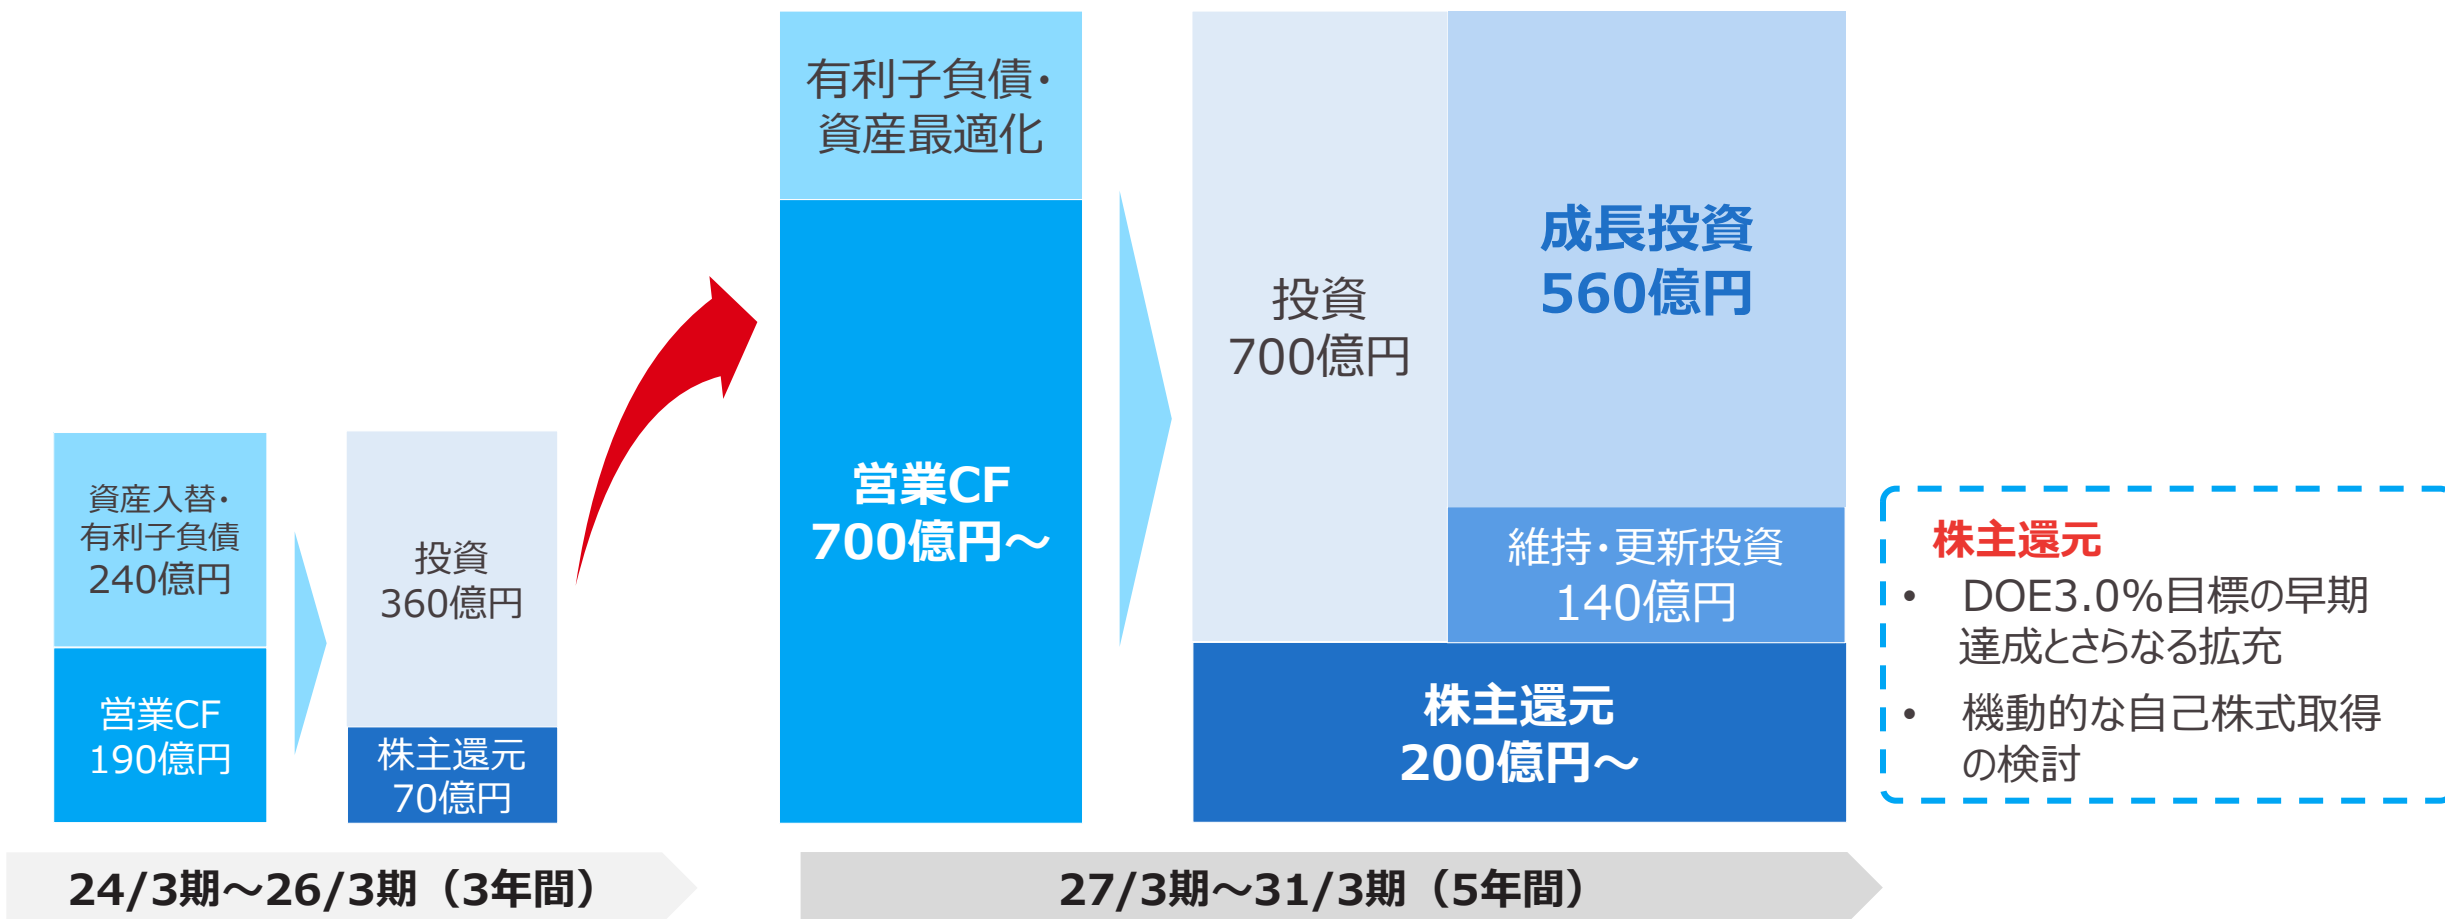 資産入替・
有利子負債
240億円
営業CF
190億円
投資
360億円
株主還元
70億円
24/3期～26/3期（3年間）
有利子負債・
資産最適化
営業CF
700億円～
投資
700億円
成長投資
560億円
維持・更新投資
140億円
株主還元
200億円～
27/3期～31/3期（5年間）
株主還元
• DOE3.0%目標の早期
達成とさらなる拡充
• 機動的な自己株式取得
の検討